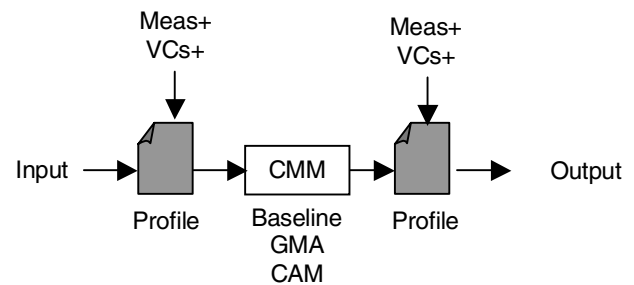 Meas+
VCs+
Meas+
VCs+
Input
CMM
Output
Profile
Baseline
GMA
CAM
Profile